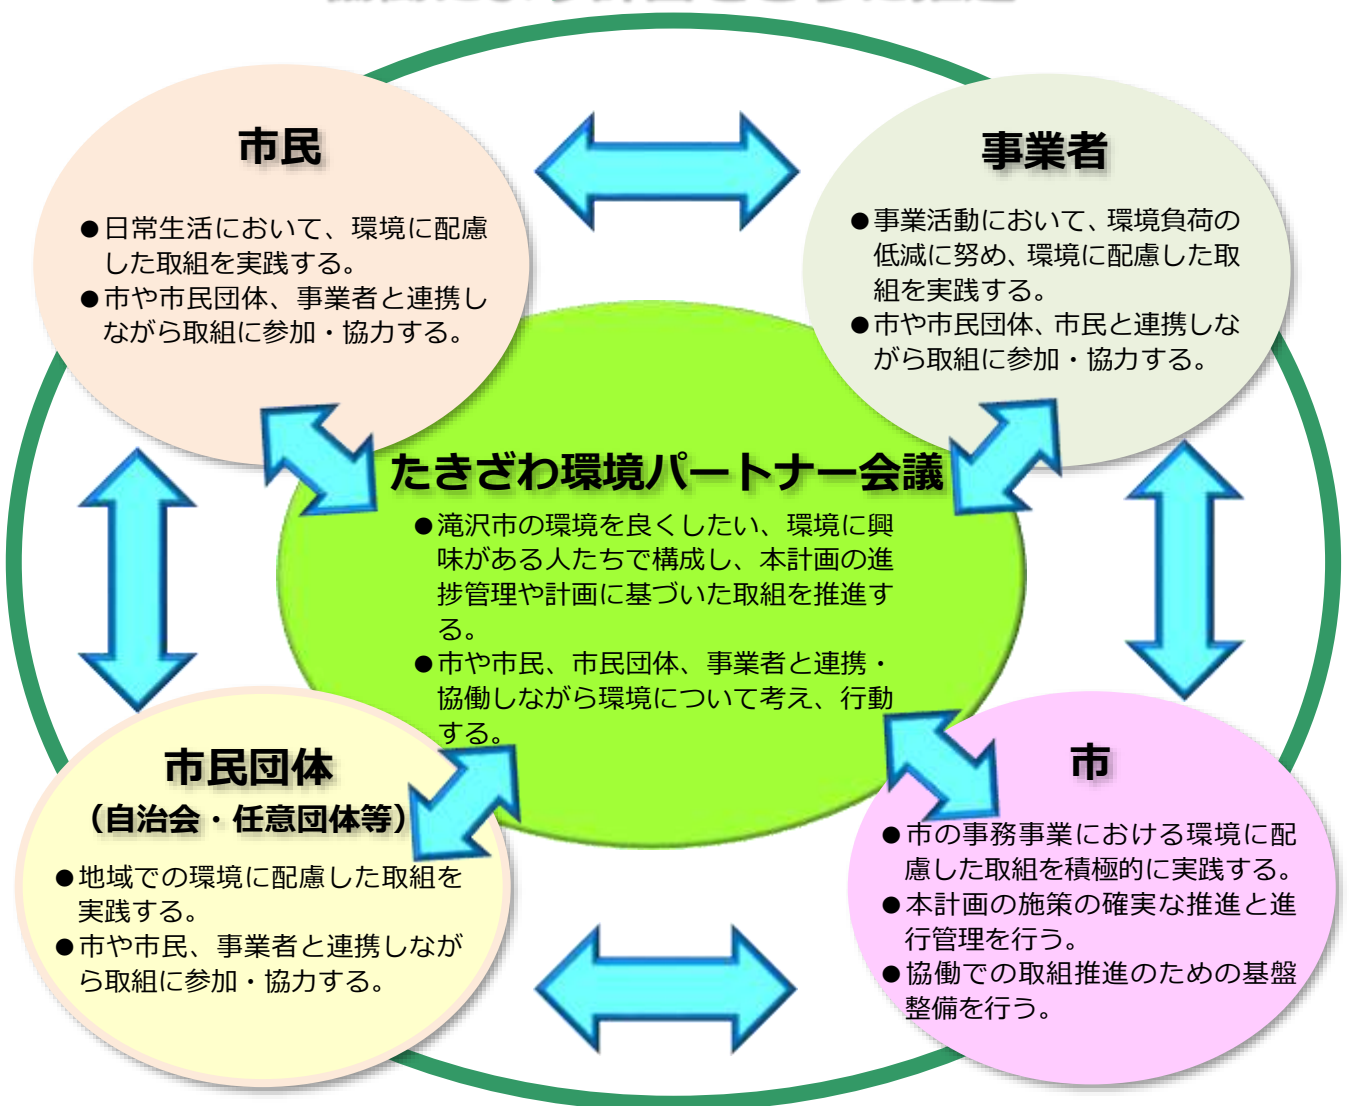 市民
●日常生活において、環境に配慮
した取組を実践する。
●市や市民団体、事業者と連携し
ながら取組に参加・協力する。
事業者
●事業活動において、環境負荷の
低減に努め、環境に配慮した取
組を実践する。
●市や市民団体、市民と連携しな
がら取組に参加・協力する。
たきざわ環境パートナー会議
●滝沢市の環境を良くしたい、環境に興
味がある人たちで構成し、本計画の進
捗管理や計画に基づいた取組を推進す
る。
●市や市民、市民団体、事業者と連携・
協働しながら環境について考え、行動
する。
市民団体
（自治会・任意団体等）
●地域での環境に配慮した取組を
実践する。
●市や市民、事業者と連携しなが
ら取組に参加・協力する。
市
●市の事務事業における環境に配
慮した取組を積極的に実践する。
●本計画の施策の確実な推進と進
行管理を行う。
●協働での取組推進のための基盤
整備を行う。